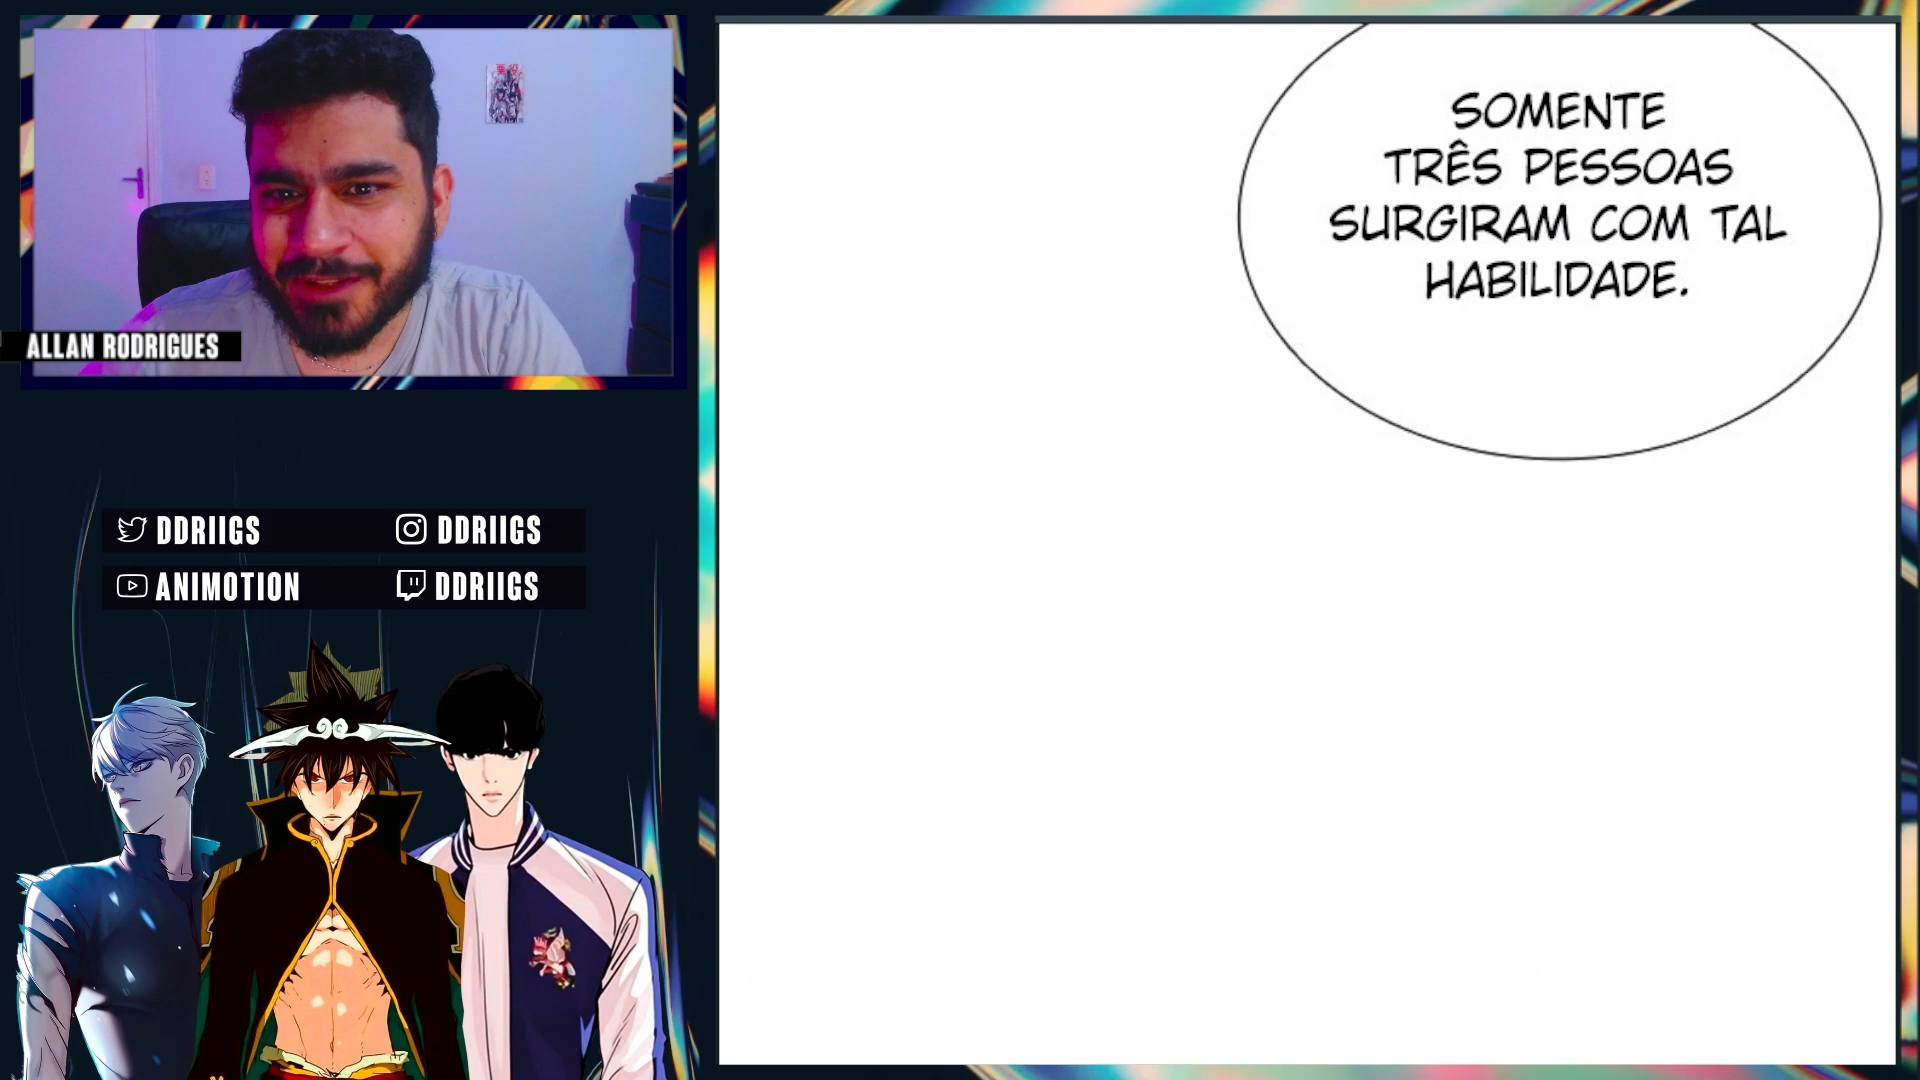 ALLAN RODRIGUES
DDRIIGS
DDRIIGS
ANIMOTION
DDRIIGS
SOMENTE
TRÊS PESSOAS
SURGIRAM COM TAL
HABILIDADE.